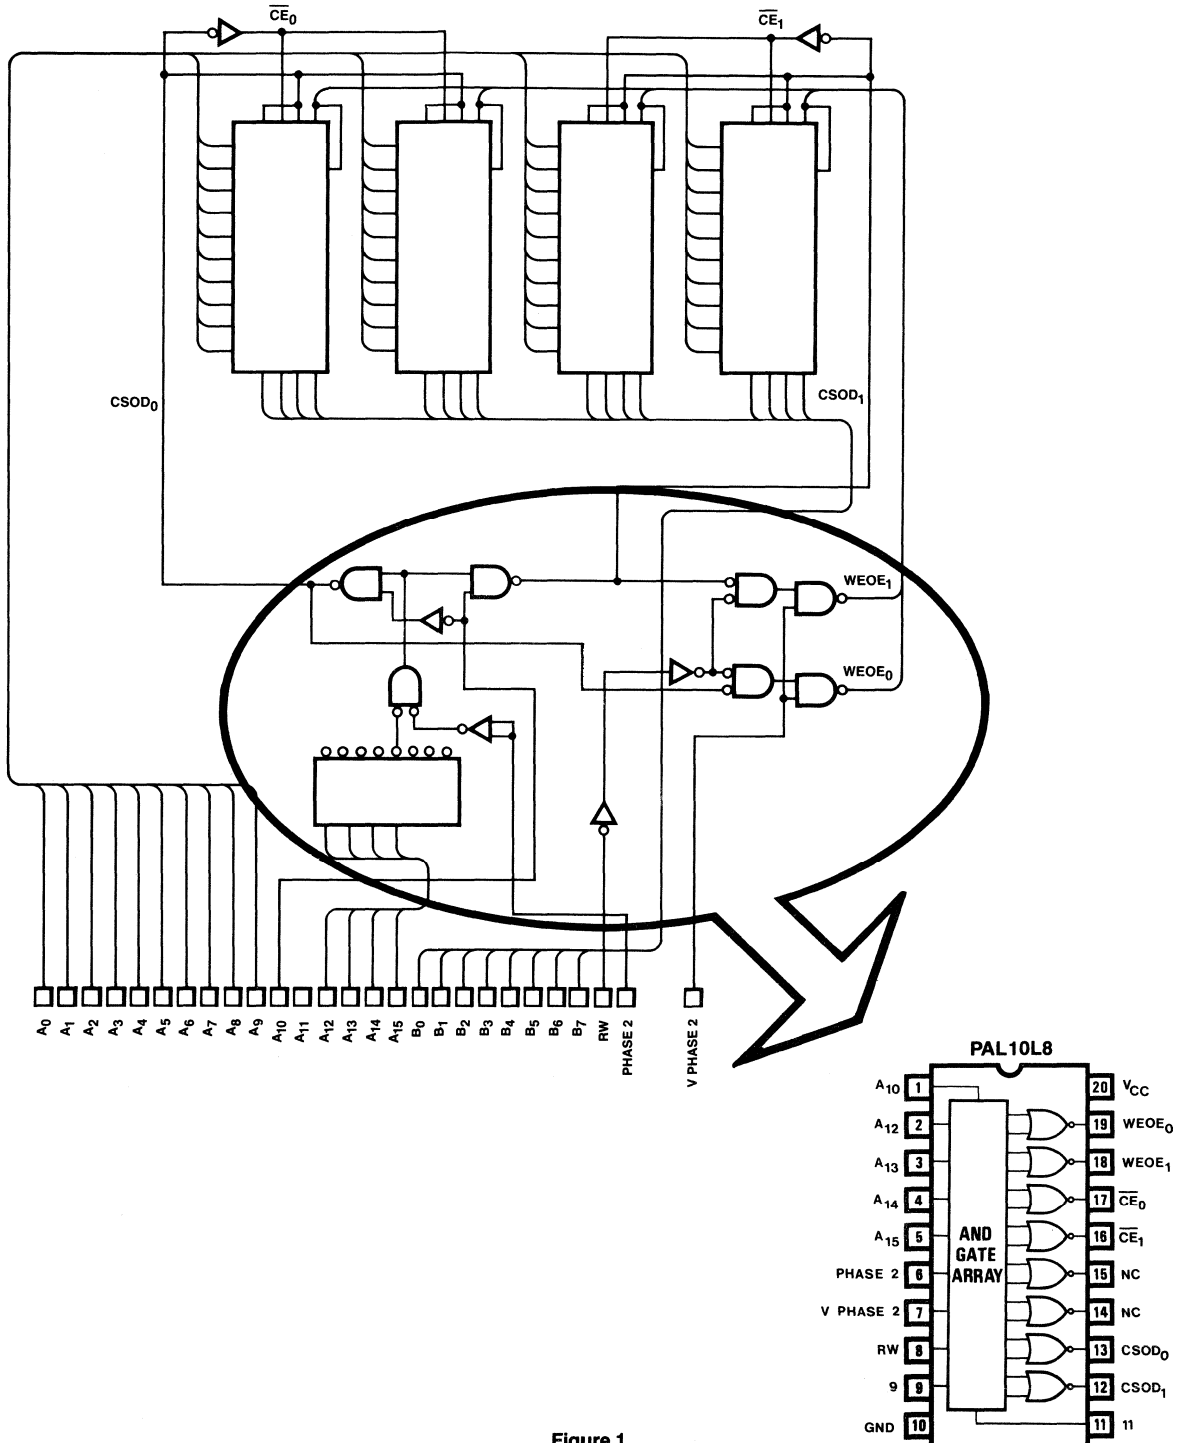 CE0
CE1
CSOD0
CSOD1
WEOE1
WEOE0
A0
A1
A2
A3
A4
A5
A6
A7
A8
A9
A10
A11
A12
A13
A14
A15
B0
B1
B2
B3
B4
B5
B6
B7
RW
PHASE 2
V PHASE 2
PAL10L8
A10 1
20 VCC
A12 2
19 WEOE0
A13 3
18 WEOE1
A14 4
17 CE0
A15 5
16 CE1
AND
GATE
ARRAY
PHASE 2 6
15 NC
V PHASE 2 7
14 NC
RW 8
13 CSOD0
9 9
12 CSOD1
GND 10
11 11
Figure 1